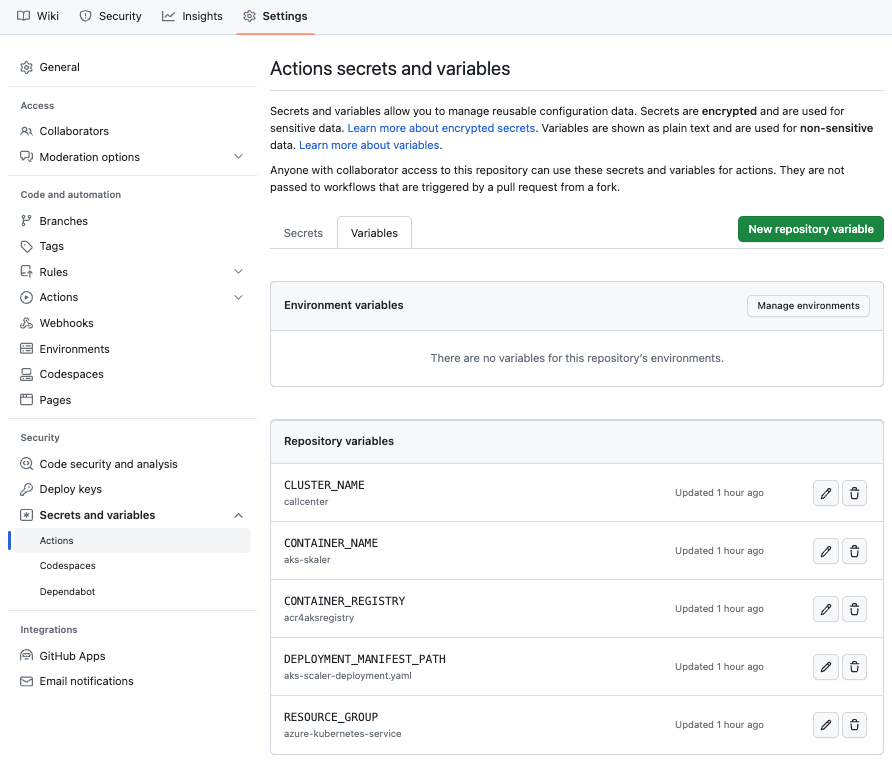 Wiki Security Insights Settings
General
Access
Collaborators
Moderation options
Code and automation
Branches
Tags
Rules
Actions
Webhooks
Environments
Codespaces
Pages
Security
Code security and analysis
Deploy keys
Secrets and variables
Actions
Codespaces
Dependabot
Integrations
GitHub Apps
Email notifications
Actions secrets and variables
Secrets and variables allow you to manage reusable configuration data. Secrets are encrypted and are used for
sensitive data. Learn more about encrypted secrets. Variables are shown as plain text and are used for non-sensitive
data. Learn more about variables.
Anyone with collaborator access to this repository can use these secrets and variables for actions. They are not
passed to workflows that are triggered by a pull request from a fork.
Secrets Variables New repository variable
Environment variables Manage environments
There are no variables for this repository's environments.
Repository variables
CLUSTER_NAME
callcenter
Updated 1 hour ago
CONTAINER_NAME
aks-skaler
Updated 1 hour ago
CONTAINER_REGISTRY
acr4aksregistry
Updated 1 hour ago
DEPLOYMENT_MANIFEST_PATH
aks-scaler-deployment.yaml
Updated 1 hour ago
RESOURCE_GROUP
azure-kubernetes-service
Updated 1 hour ago